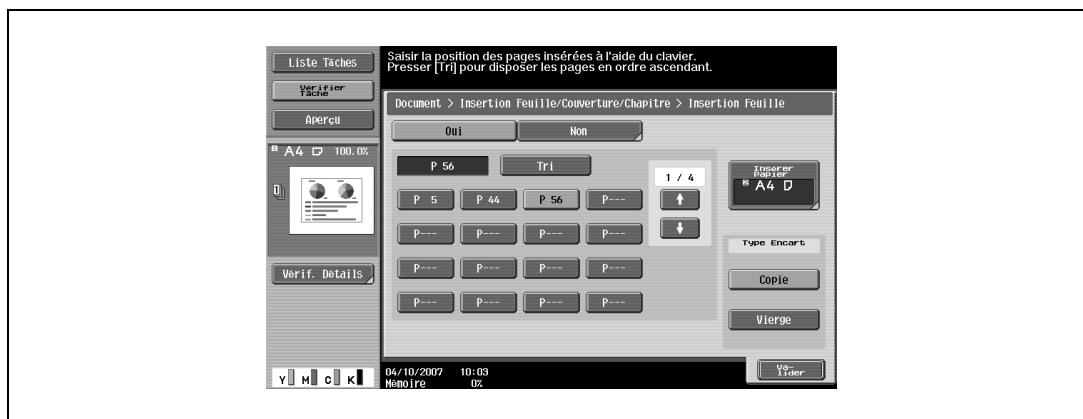 Liste Tâches
Vérifier
Tâche
Aperçu
A4 100.0%
1
Vérif. Détails
Y M C K
Saisir la position des pages insérées à l'aide du clavier.
Presser [Tri] pour disposer les pages en ordre ascendant.
Document > Insertion Feuille/Couverture/Chapitre > Insertion Feuille
Oui Non
P 56 Tri
1 / 4
P 5 P 44 P 56 P---
P--- P--- P--- P---
P--- P--- P--- P---
P--- P--- P--- P---
Insérer
Papier
A4
Type Encart
Copie
Vierge
04/10/2007 10:03
Mémoire 0%
Va-
lider